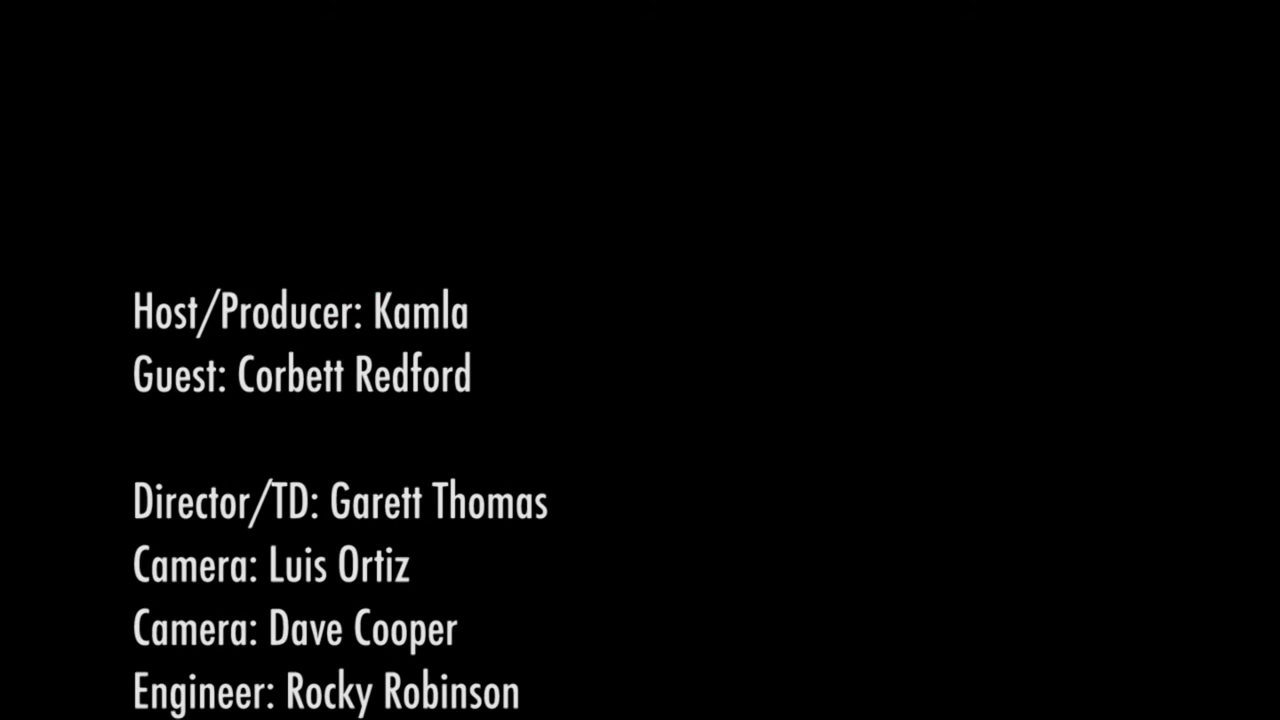 Host/Producer: Kamla
Guest: Corbett Redford
Director/TD: Garett Thomas
Camera: Luis Ortiz
Camera: Dave Cooper
Engineer: Rocky Robinson